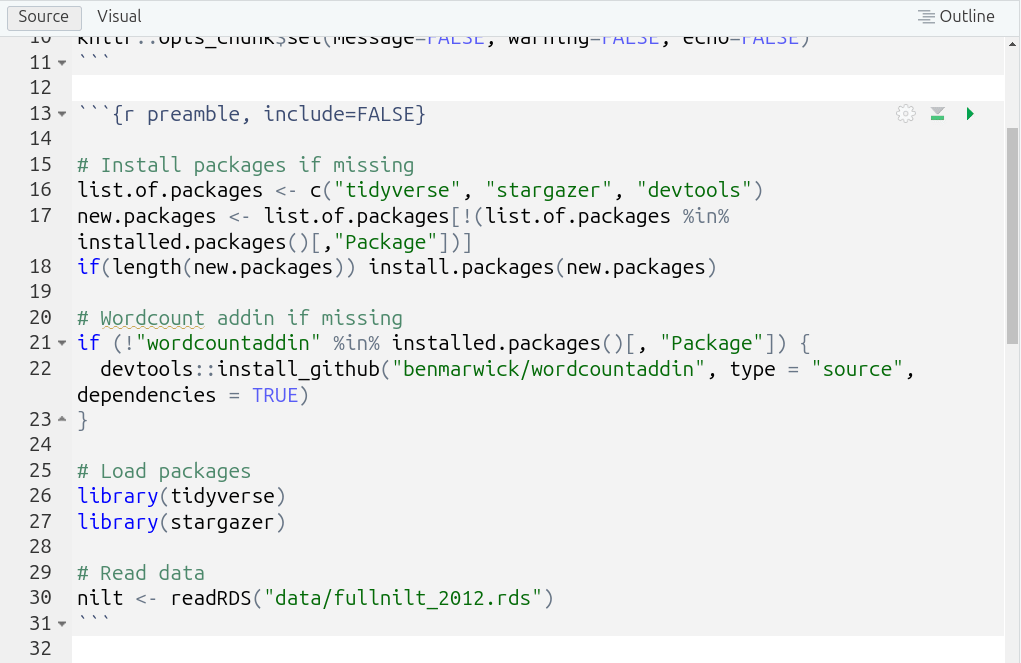 Source Visual Outline
10 knitr::opts_chunk$set(message=FALSE, warning=FALSE, echo=FALSE)
11 ```
12
13 ```{r preamble, include=FALSE}
14
15 # Install packages if missing
16 list.of.packages <- c("tidyverse", "stargazer", "devtools")
17 new.packages <- list.of.packages[!(list.of.packages %in%
installed.packages()[,"Package"])]
18 if(length(new.packages)) install.packages(new.packages)
19
20 # Wordcount addin if missing
21 if (!"wordcountaddin" %in% installed.packages()[, "Package"]) {
22   devtools::install_github("benmarwick/wordcountaddin", type = "source",
dependencies = TRUE)
23 }
24
25 # Load packages
26 library(tidyverse)
27 library(stargazer)
28
29 # Read data
30 nilt <- readRDS("data/fullnilt_2012.rds")
31 ```
32